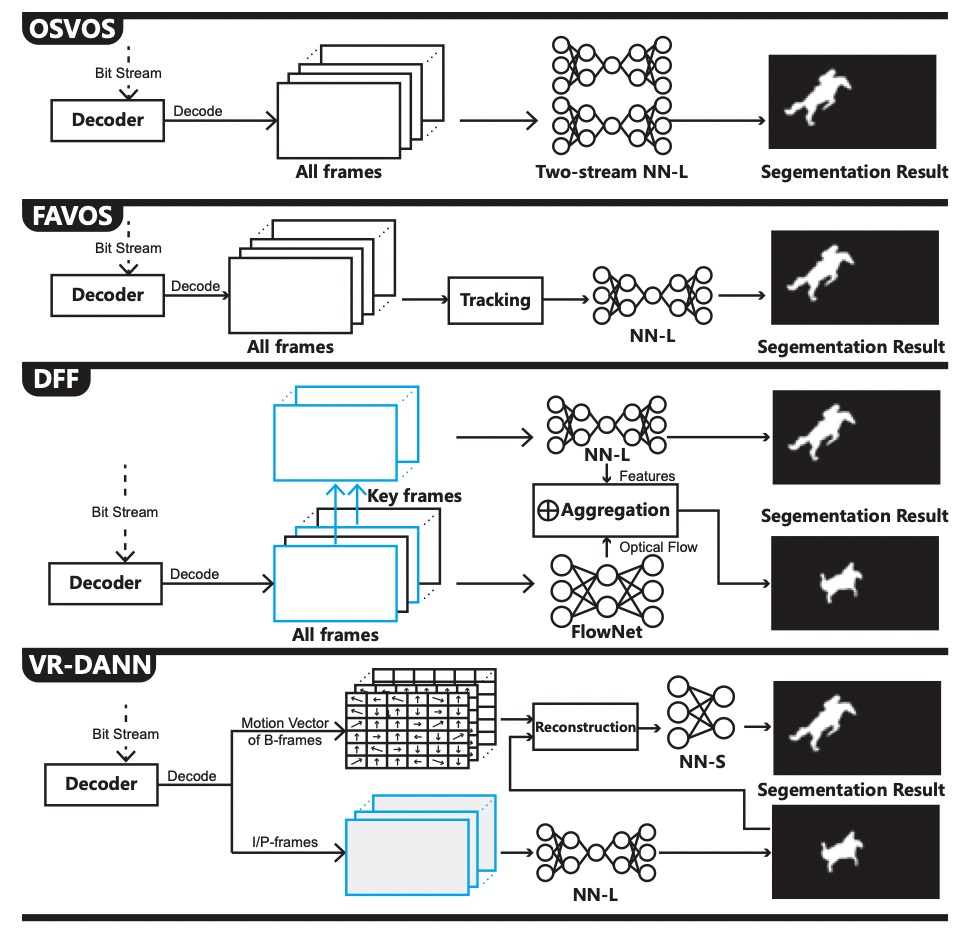 OSVOS
Bit Stream
Decoder
Decode
All frames
Two-stream NN-L
Segementation Result
FAVOS
Bit Stream
Decoder
Decode
All frames
Tracking
NN-L
Segementation Result
DFF
Bit Stream
Decoder
Decode
Key frames
All frames
NN-L
Features
Aggregation
Optical Flow
FlowNet
Segementation Result
VR-DANN
Bit Stream
Decoder
Decode
Motion Vector
of B-frames
I/P-frames
Reconstruction
NN-S
NN-L
Segementation Result